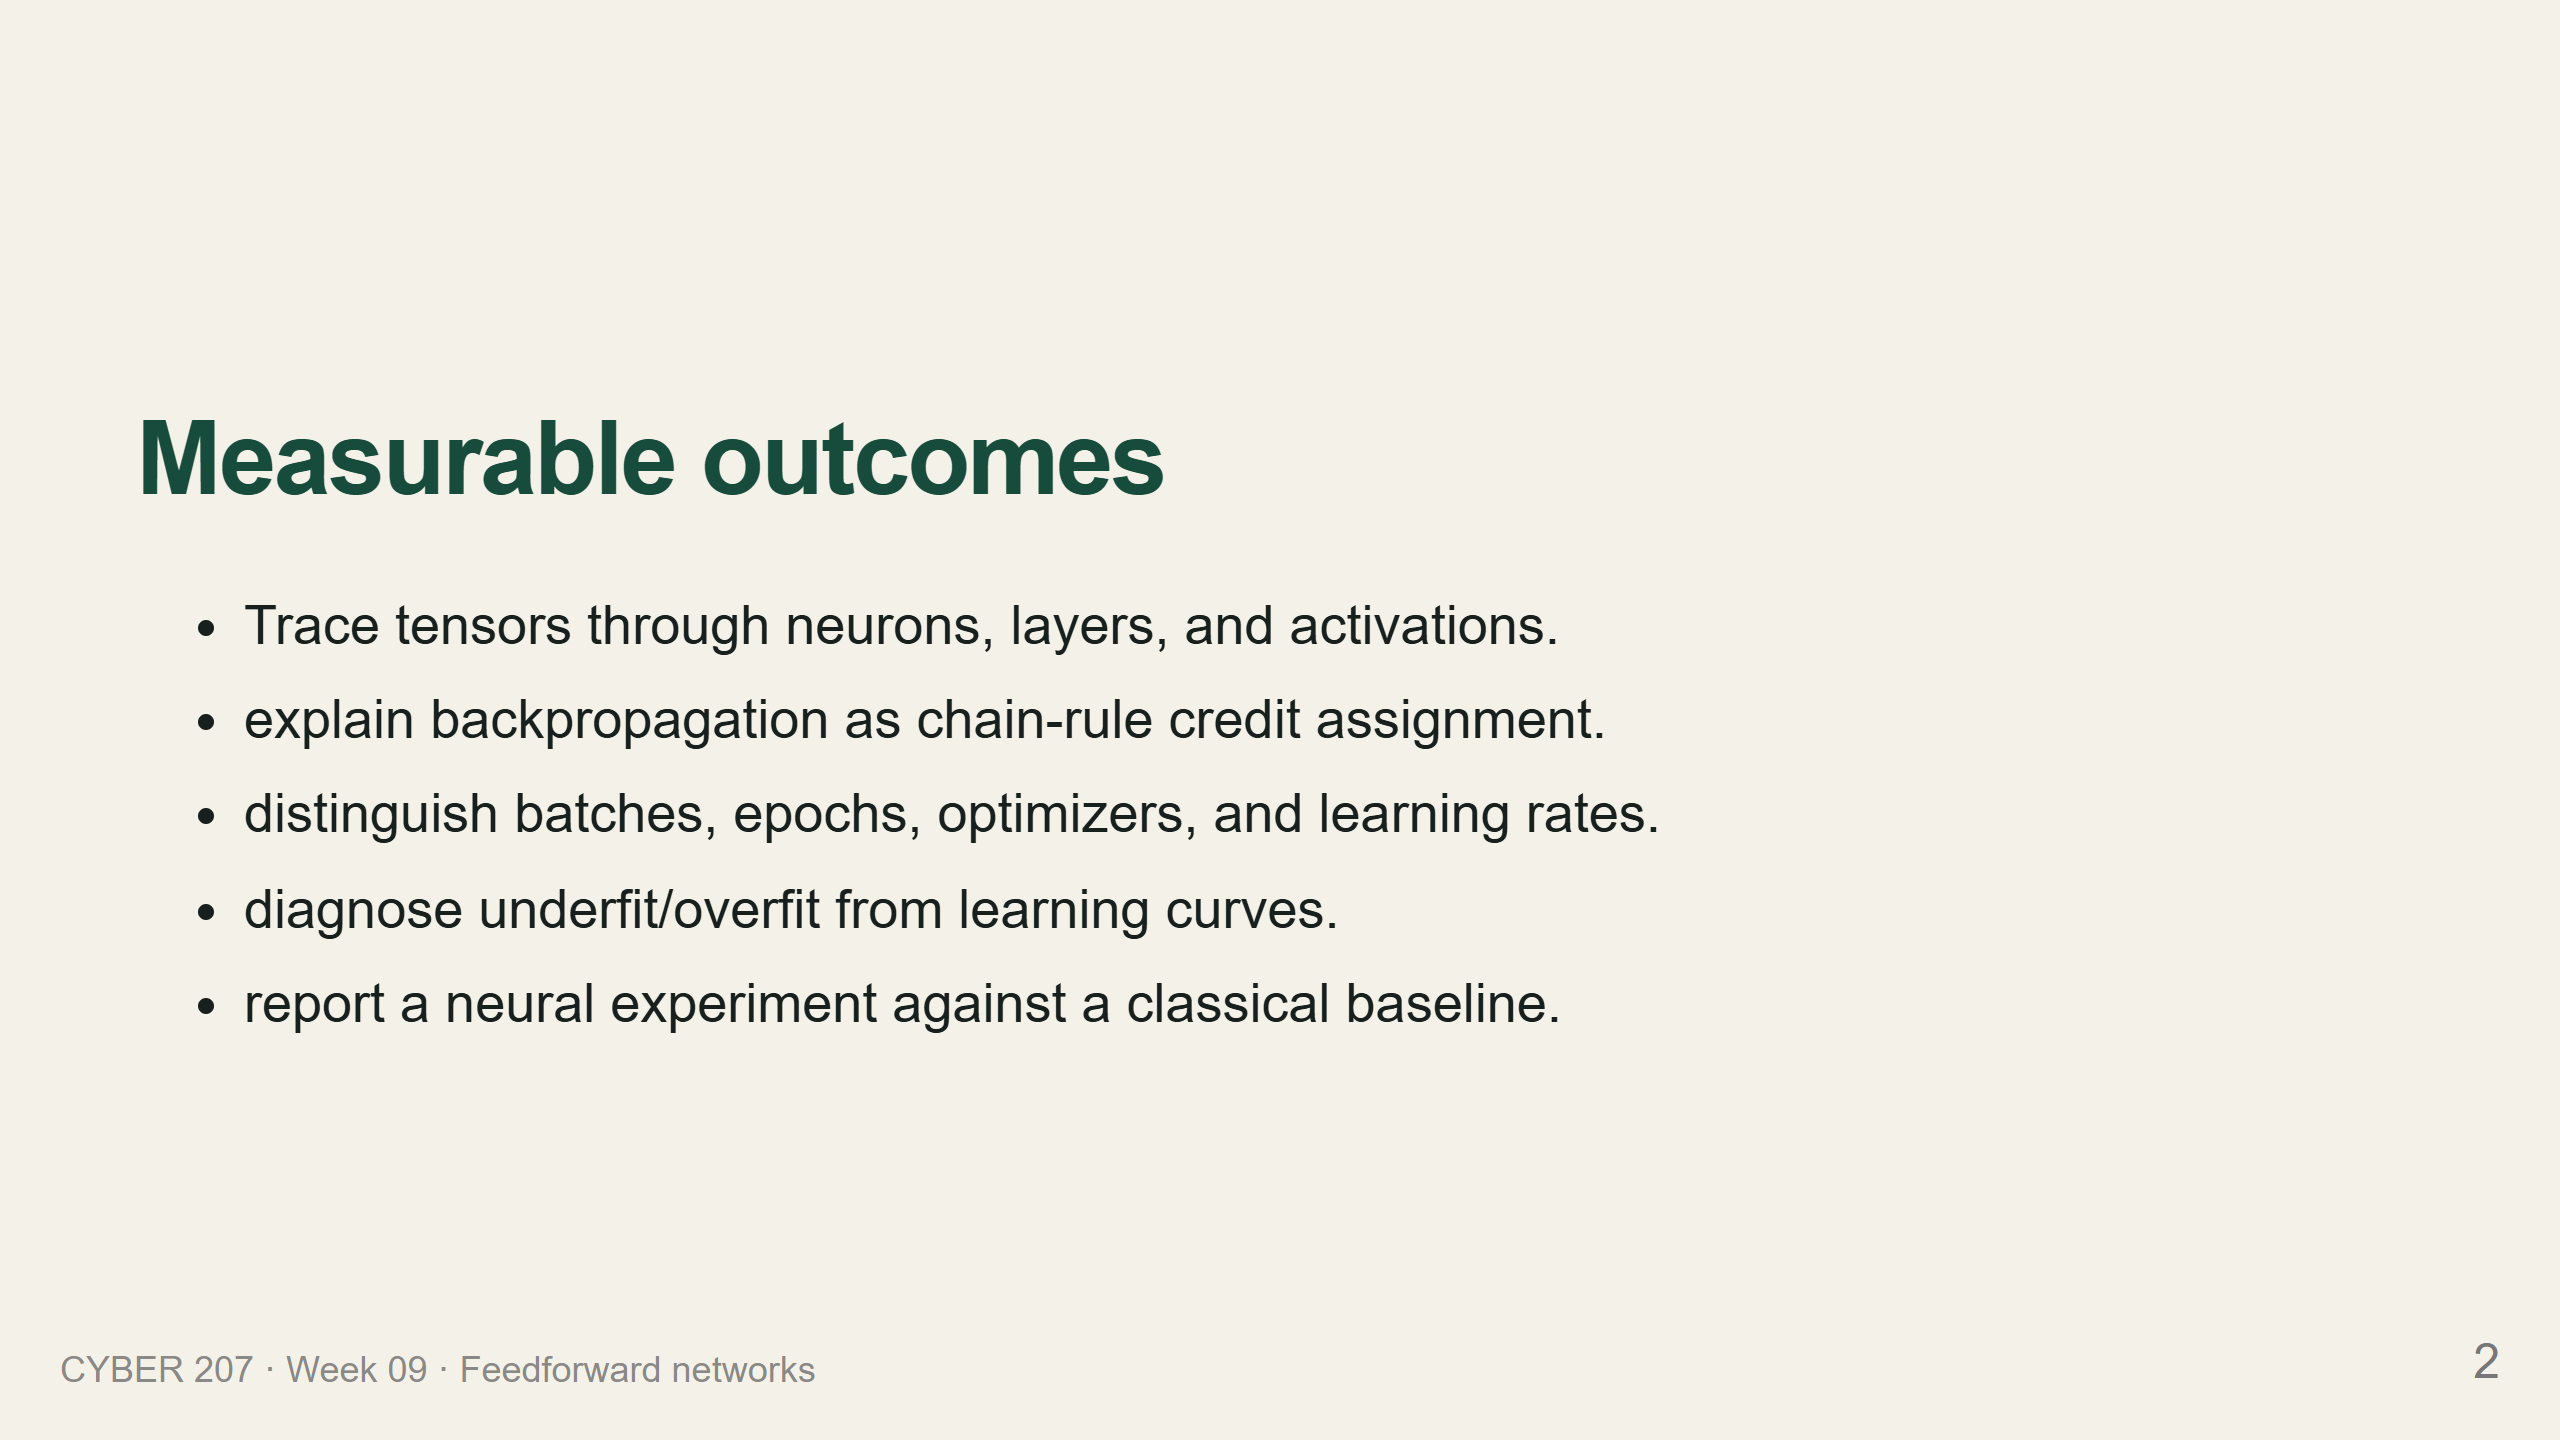 Measurable outcomes
• Trace tensors through neurons, layers, and activations.
• explain backpropagation as chain-rule credit assignment.
• distinguish batches, epochs, optimizers, and learning rates.
• diagnose underfit/overfit from learning curves.
• report a neural experiment against a classical baseline.
CYBER 207 · Week 09 · Feedforward networks
2